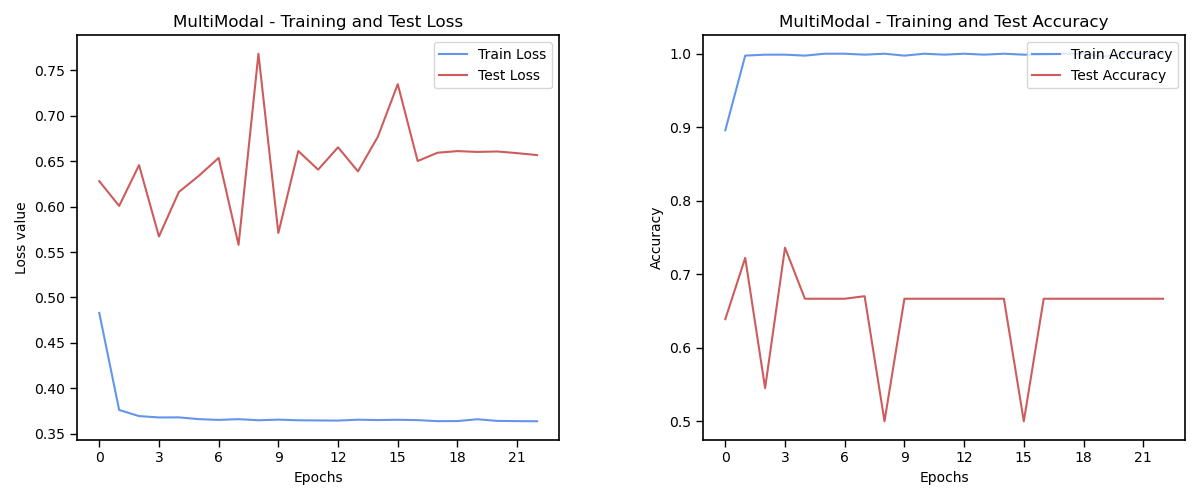 MultiModal - Training and Test Loss
Train Loss
Test Loss
Loss value
0.75
0.70
0.65
0.60
0.55
0.50
0.45
0.40
0.35
0 3 6 9 12 15 18 21
Epochs
MultiModal - Training and Test Accuracy
Train Accuracy
Test Accuracy
Accuracy
1.0
0.9
0.8
0.7
0.6
0.5
0 3 6 9 12 15 18 21
Epochs